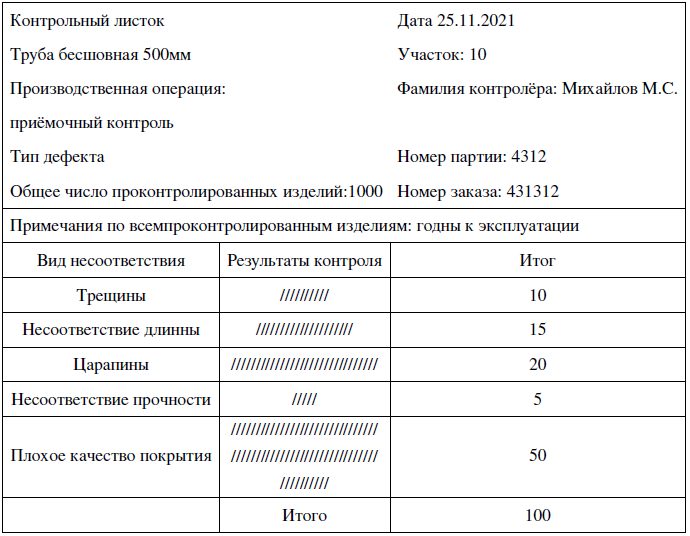 Контрольный листок Дата 25.11.2021
Труба бесшовная 500мм Участок: 10
Производственная операция: Фамилия контролёра: Михайлов М.С.
приёмочный контроль
Тип дефекта Номер партии: 4312
Общее число проконтролированных изделий:1000 Номер заказа: 431312
Примечания по всемпроконтролированным изделиям: годны к эксплуатации
Вид несоответствия Результаты контроля Итог
Трещины ////////// 10
Несоответствие длинны //////////////////// 15
Царапины ////////////////////////////// 20
Несоответствие прочности ///// 5
//////////////////////////////
Плохое качество покрытия ////////////////////////////// 50
//////////
Итого 100